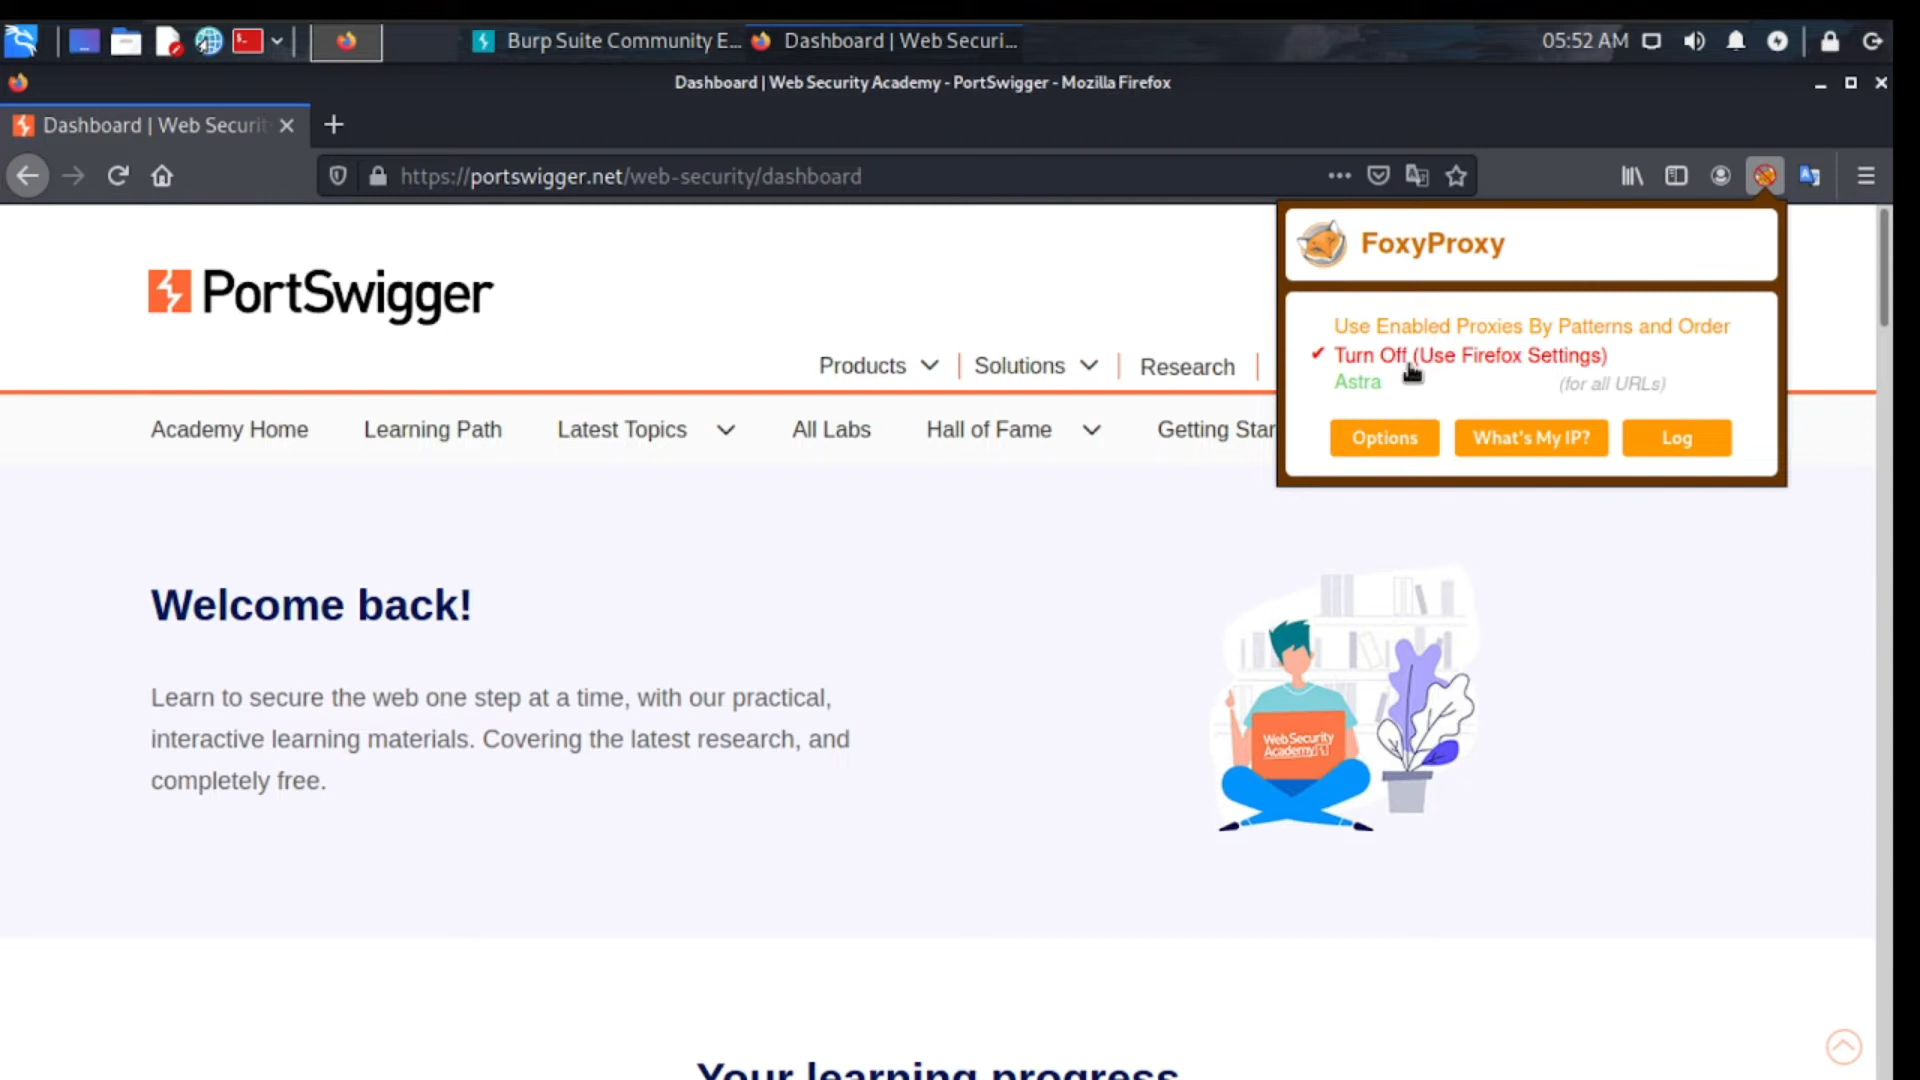 Burp Suite Community E...
Dashboard | Web Securi...
05:52 AM
Dashboard | Web Security Academy - PortSwigger - Mozilla Firefox
Dashboard | Web Securit
https://portswigger.net/web-security/dashboard
FoxyProxy
Use Enabled Proxies By Patterns and Order
✔ Turn Off (Use Firefox Settings)
Astra (for all URLs)
Options What's My IP? Log
PortSwigger
Products Solutions Research
Academy Home Learning Path Latest Topics All Labs Hall of Fame Getting Star
Welcome back!
Learn to secure the web one step at a time, with our practical,
interactive learning materials. Covering the latest research, and
completely free.
Web Security
Academy
Your learning progress